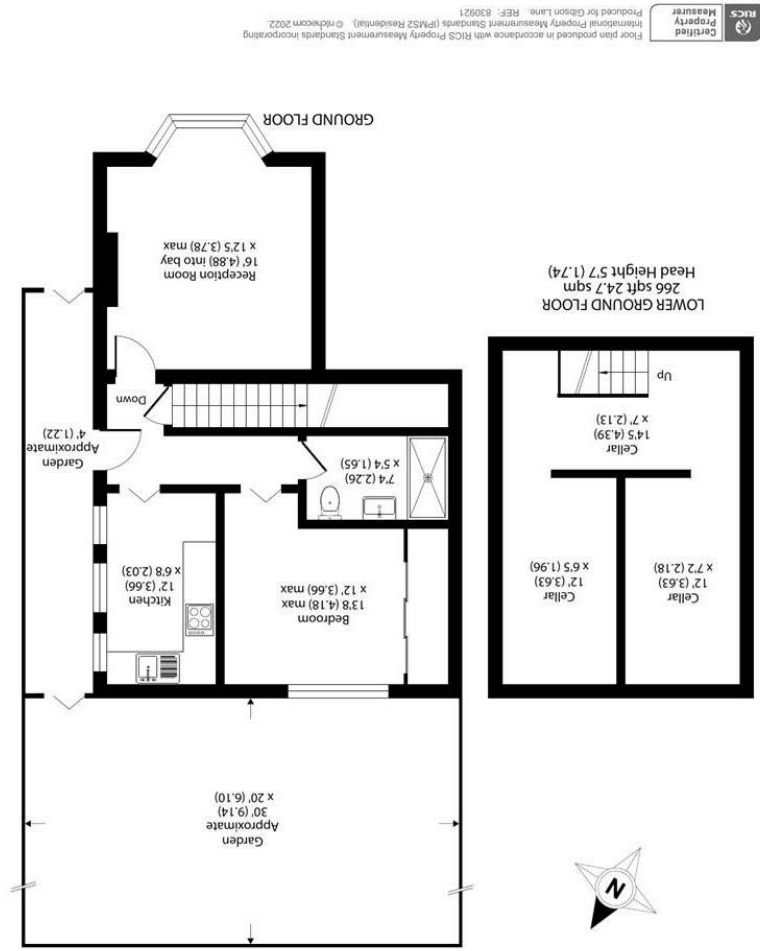 N
Garden
Approximate
30' (9.14)
x 20' (6.10)
Cellar
12' (3.63)
x 7'2 (2.18)
Cellar
12' (3.63)
x 6'5 (1.96)
Cellar
14'5 (4.39)
x 7' (2.13)
Up
LOWER GROUND FLOOR
266 sqft 24.7 sqm
Head Height 5'7 (1.74)
Bedroom
13'8 (4.18) max
x 12' (3.66) max
Kitchen
12' (3.66)
x 6'8 (2.03)
7'4 (2.26)
x 5'4 (1.65)
Garden
Approximate
4' (1.22)
Down
Reception Room
16' (4.88) into bay
x 12'5 (3.78) max
GROUND FLOOR
RICS
Certified
Property
Measurer
Floor plan produced in accordance with RICS Property Measurement Standards incorporating
International Property Measurement Standards (IPMS2 Residential). © nichecom 2022.
Produced for Gibson Lane. REF: 830921